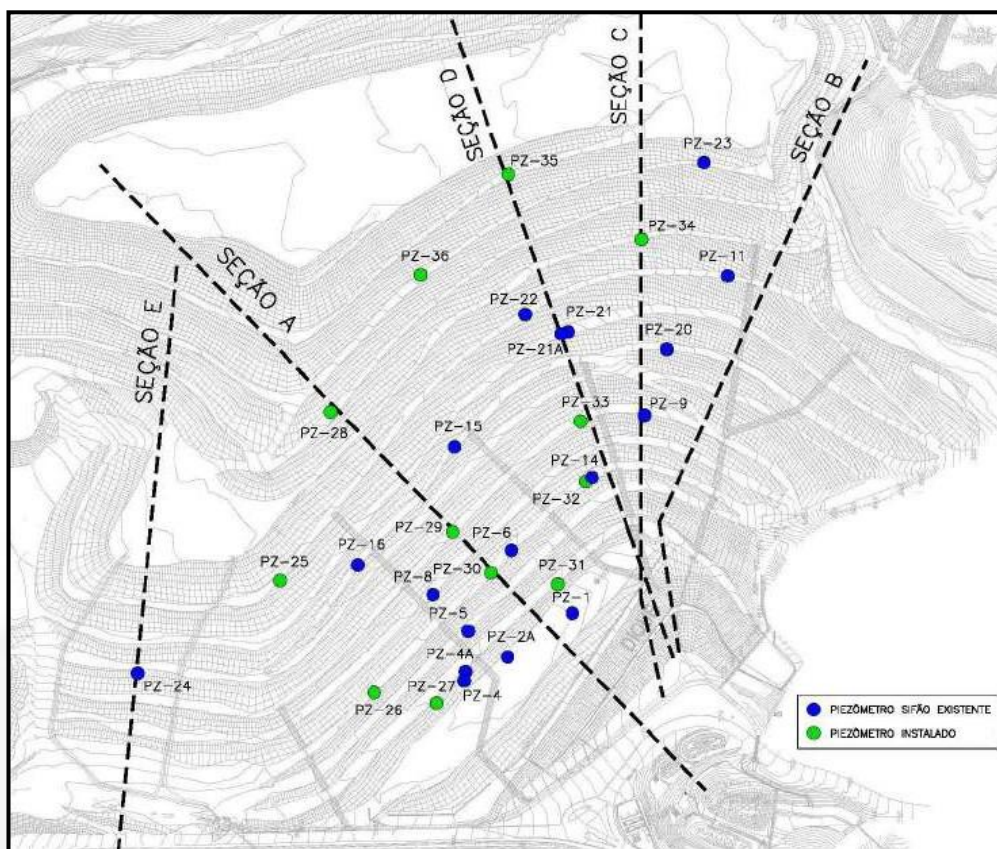 SEÇÃO C
SEÇÃO D
SEÇÃO B
PZ-23
PZ-35
PZ-34
SEÇÃO A
PZ-36
PZ-11
SEÇÃO E
PZ-22
PZ-21
PZ-21A
PZ-20
PZ-33
PZ-9
PZ-28
PZ-15
PZ-14
PZ-32
PZ-29
PZ-6
PZ-16
PZ-25
PZ-30
PZ-31
PZ-8
PZ-1
PZ-5
PZ-2A
PZ-4A
PZ-24
PZ-27
PZ-4
PZ-26
PIEZÔMETRO SIFÃO EXISTENTE
PIEZÔMETRO INSTALADO